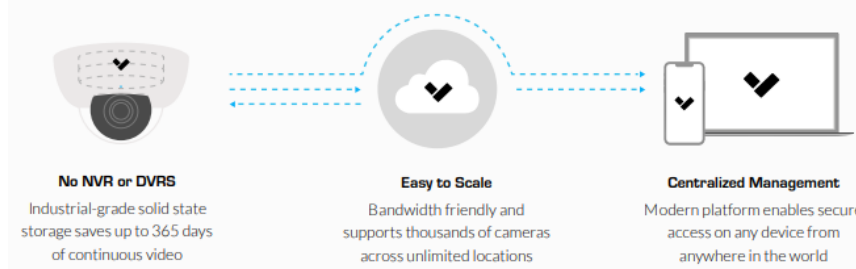 No NVR or DVRS
Industrial-grade solid state
storage saves up to 365 days
of continuous video
Easy to Scale
Bandwidth friendly and
supports thousands of cameras
across unlimited locations
Centralized Management
Modern platform enables secure
access on any device from
anywhere in the world